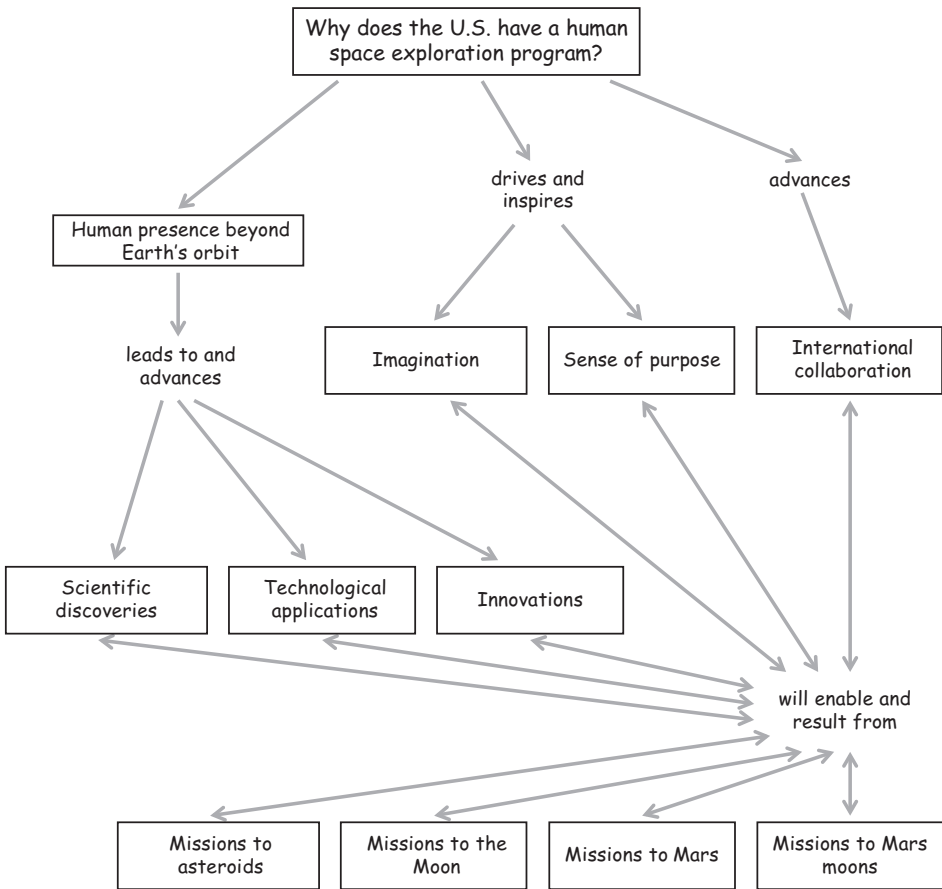 Why does the U.S. have a human
space exploration program?
drives and
inspires
advances
Human presence beyond
Earth's orbit
leads to and
advances
Imagination
Sense of purpose
International
collaboration
Scientific
discoveries
Technological
applications
Innovations
will enable and
result from
Missions to
asteroids
Missions to the
Moon
Missions to Mars
Missions to Mars
moons